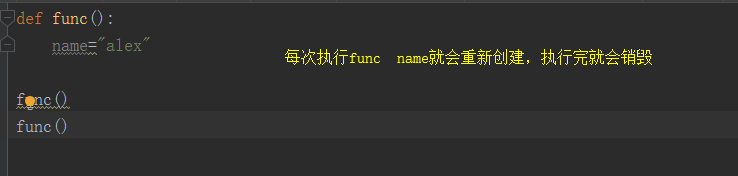 def func():
    name="alex"
每次执行func  name就会重新创建，执行完就会销毁
func()
func()